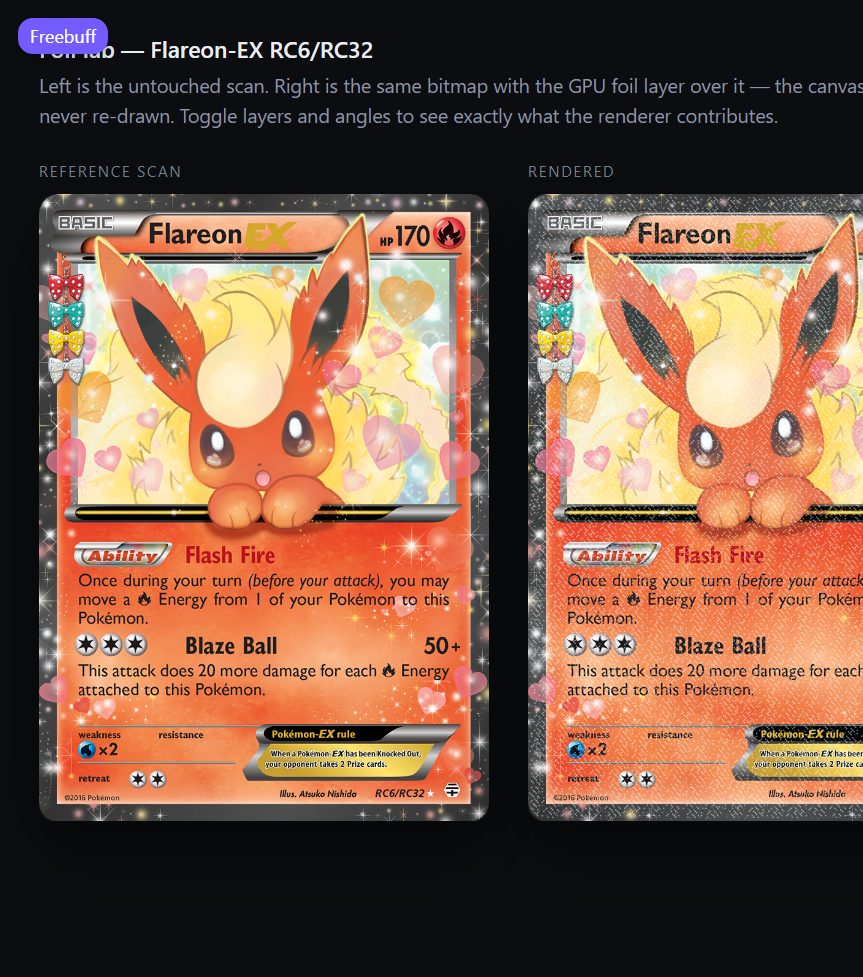 Freebuff
Foil lab — Flareon-EX RC6/RC32
Left is the untouched scan. Right is the same bitmap with the GPU foil layer over it — the canvas
never re-drawn. Toggle layers and angles to see exactly what the renderer contributes.
REFERENCE SCAN
RENDERED
BASIC
Flareon EX
HP 170
Ability Flash Fire
Once during your turn (before your attack), you may
move a Energy from 1 of your Pokémon to this
Pokémon.
Blaze Ball 50+
This attack does 20 more damage for each Energy
attached to this Pokémon.
weakness resistance
×2
retreat
Pokémon-EX rule
When a Pokémon-EX has been Knocked Out,
your opponent takes 2 Prize cards.
©2016 Pokémon
Illus. Atsuko Nishida RC6/RC32
BASIC
Flareon EX
Ability Flash Fire
Once during your turn (before your attack
move a Energy from 1 of your Pokém
Pokémon.
Blaze Ball
This attack does 20 more damage for each
attached to this Pokémon.
weakness resistance
×2
retreat
Pokémon-EX rule
When a Pokémon-EX has be
your opponent takes 2 Prize ca
©2016 Pokémon
Illus. Atsuko Nishida